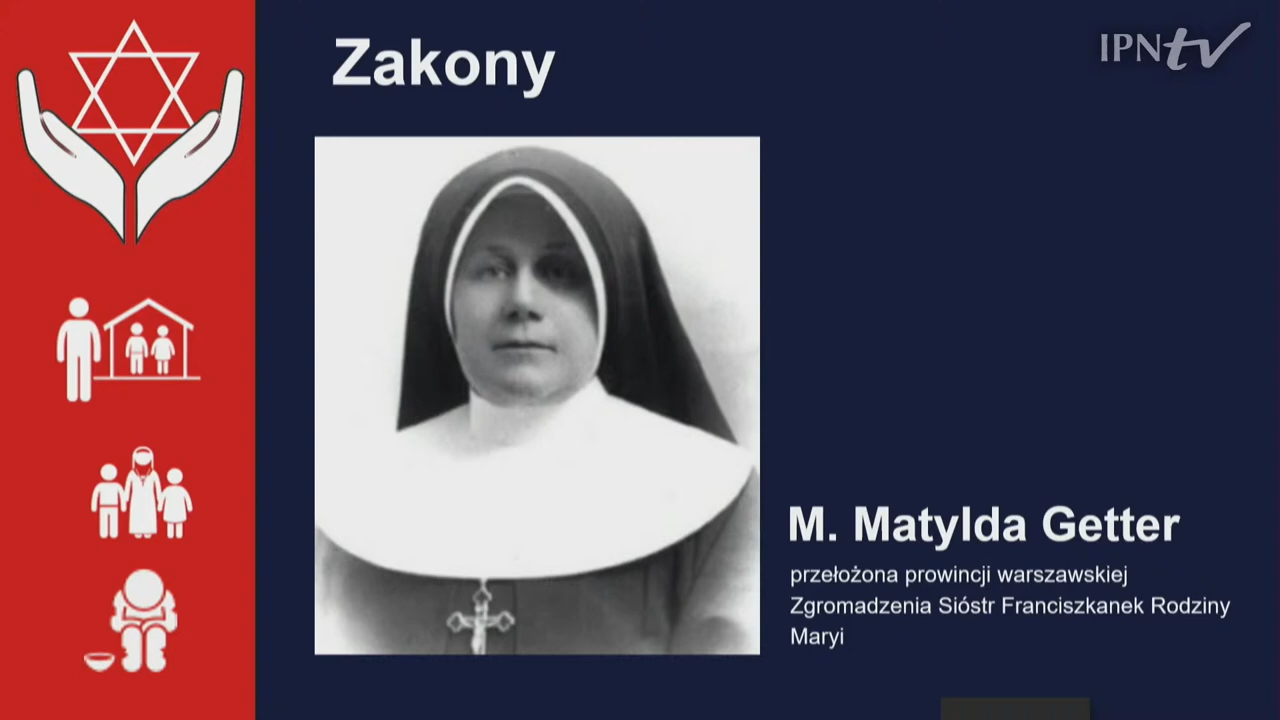 Zakony
IPNtv
M. Matylda Getter
przełożona prowincji warszawskiej
Zgromadzenia Sióstr Franciszkanek Rodziny
Maryi